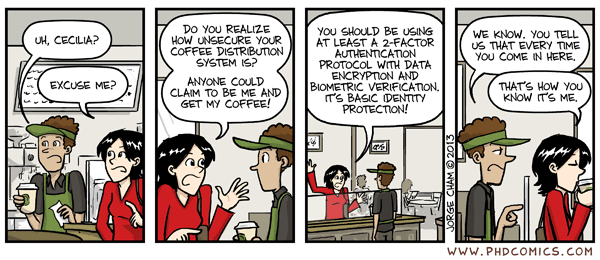 UH, CECILIA?
EXCUSE ME?
DO YOU REALIZE
HOW UNSECURE YOUR
COFFEE DISTRIBUTION
SYSTEM IS?
ANYONE COULD
CLAIM TO BE ME AND
GET MY COFFEE!
YOU SHOULD BE USING
AT LEAST A 2-FACTOR
AUTHENTICATION
PROTOCOL WITH DATA
ENCRYPTION AND
BIOMETRIC VERIFICATION.
IT'S BASIC IDENTITY
PROTECTION!
JORGE CHAM © 2013
WE KNOW. YOU TELL
US THAT EVERY TIME
YOU COME IN HERE.
THAT'S HOW YOU
KNOW IT'S ME.
WWW.PHDCOMICS.COM